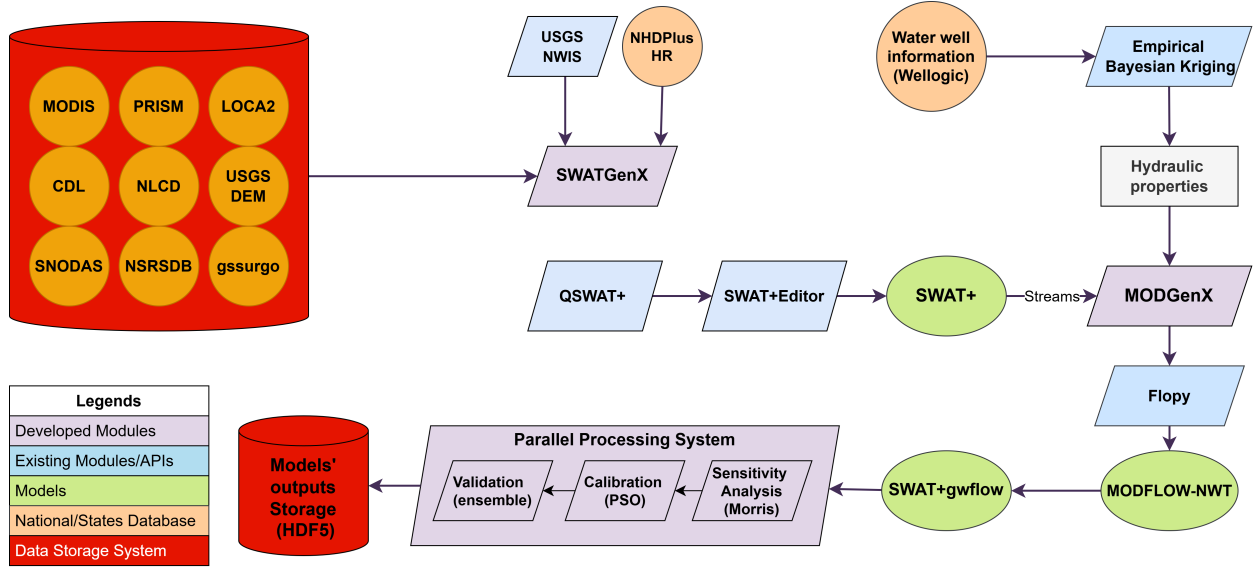 MODIS
PRISM
LOCA2
CDL
NLCD
USGS
DEM
SNODAS
NSRSDB
gssurgo
USGS
NWIS
NHDPlus
HR
SWATGenX
Water well
information
(Wellogic)
Empirical
Bayesian Kriging
Hydraulic
properties
QSWAT+
SWAT+Editor
SWAT+
Streams
MODGenX
Flopy
MODFLOW-NWT
SWAT+gwflow
Parallel Processing System
Validation
(ensemble)
Calibration
(PSO)
Sensitivity
Analysis
(Morris)
Models'
outputs
Storage
(HDF5)
Legends
Developed Modules
Existing Modules/APIs
Models
National/States Database
Data Storage System